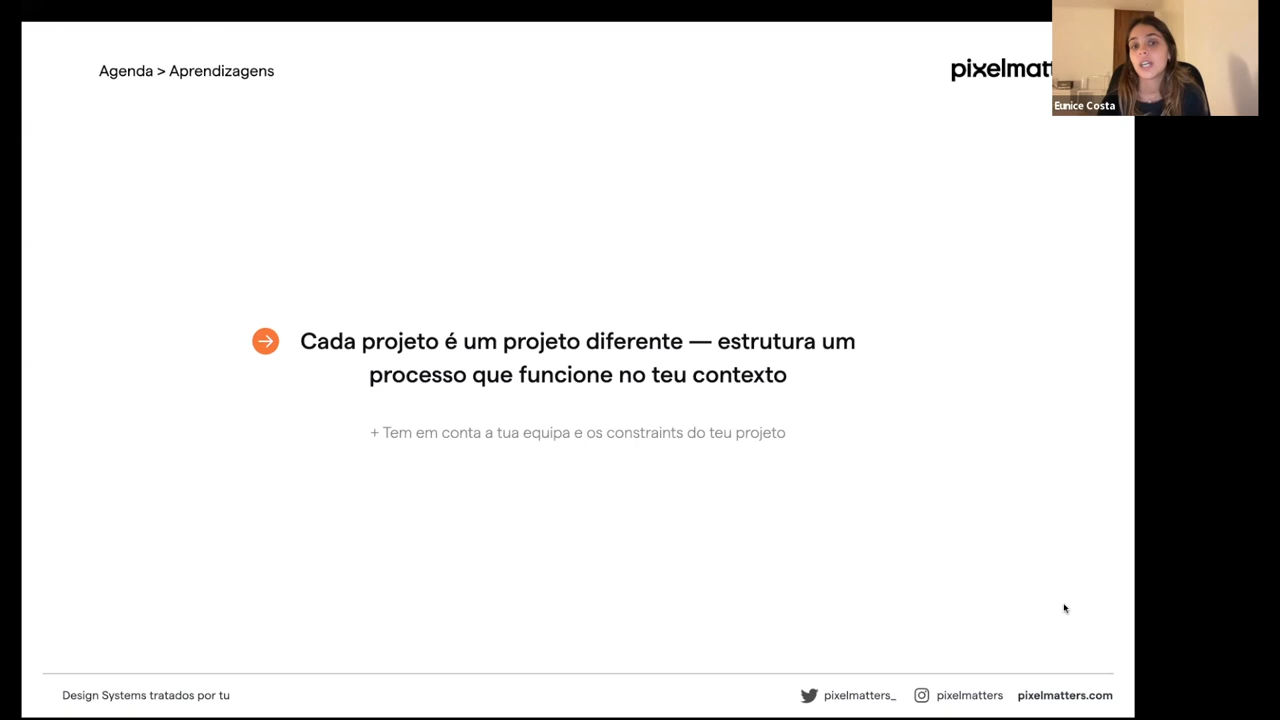 Agenda > Aprendizagens
pixelmatt
Eunice Costa
Cada projeto é um projeto diferente — estrutura um
processo que funcione no teu contexto
+ Tem em conta a tua equipa e os constraints do teu projeto
Design Systems tratados por tu
pixelmatters_
pixelmatters
pixelmatters.com